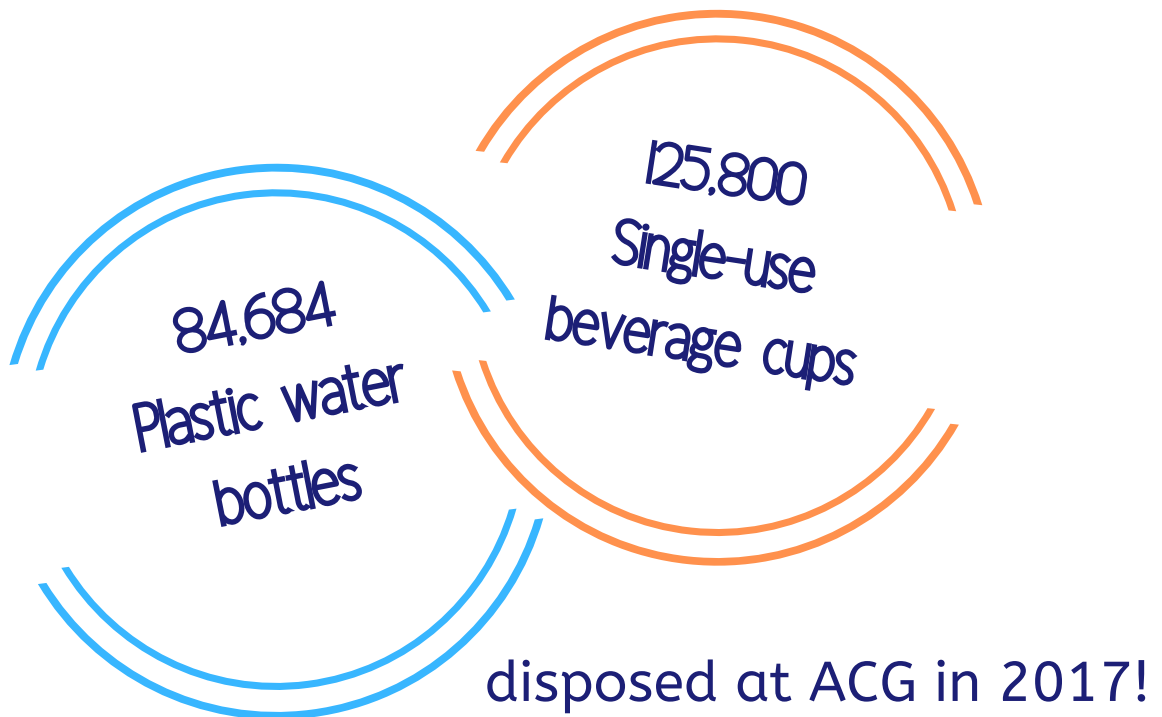 84,684
Plastic water
bottles
125,800
Single-use
beverage cups
disposed at ACG in 2017!